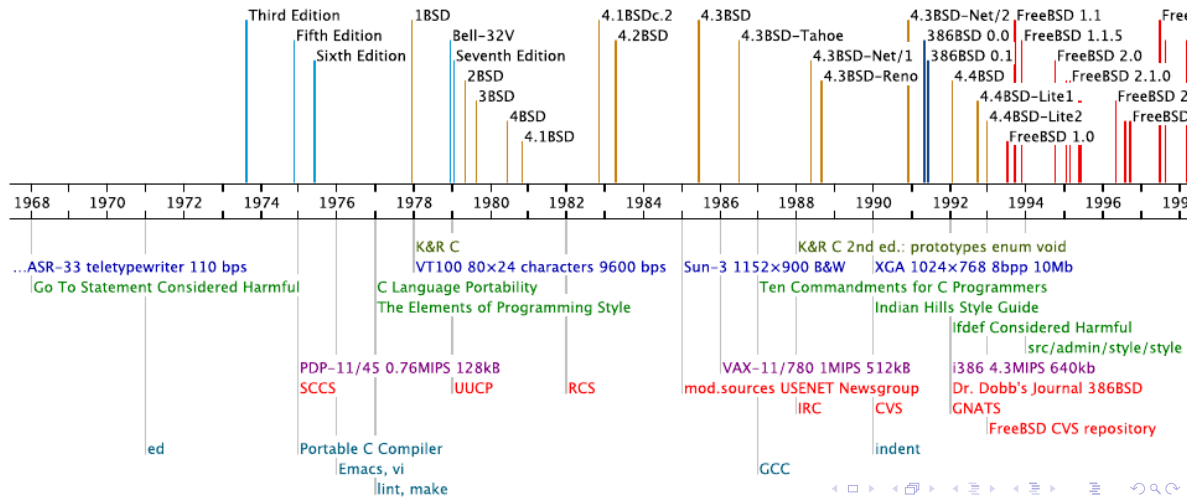 Third Edition
1BSD
4.1BSDc.2
4.3BSD
4.3BSD-Net/2
FreeBSD 1.1
Fifth Edition
Bell-32V
4.2BSD
4.3BSD-Tahoe
386BSD 0.0
FreeBSD 1.1.5
Sixth Edition
Seventh Edition
4.3BSD-Net/1
386BSD 0.1
FreeBSD 2.0
2BSD
4.3BSD-Reno
4.4BSD
FreeBSD 2.1.0
3BSD
4.4BSD-Lite1
FreeBSD 2
4BSD
4.4BSD-Lite2
FreeBSD
4.1BSD
FreeBSD 1.0
1968 1970 1972 1974 1976 1978 1980 1982 1984 1986 1988 1990 1992 1994 1996 199
K&R C
K&R C 2nd ed.: prototypes enum void
...ASR-33 teletypewriter 110 bps
VT100 80×24 characters 9600 bps
Sun-3 1152×900 B&W
XGA 1024×768 8bpp 10Mb
Go To Statement Considered Harmful
C Language Portability
Ten Commandments for C Programmers
The Elements of Programming Style
Indian Hills Style Guide
Ifdef Considered Harmful
src/admin/style/style
PDP-11/45 0.76MIPS 128kB
VAX-11/780 1MIPS 512kB
i386 4.3MIPS 640kb
SCCS
UUCP
RCS
mod.sources USENET Newsgroup
Dr. Dobb's Journal 386BSD
IRC
CVS
GNATS
FreeBSD CVS repository
ed
Portable C Compiler
indent
Emacs, vi
GCC
lint, make